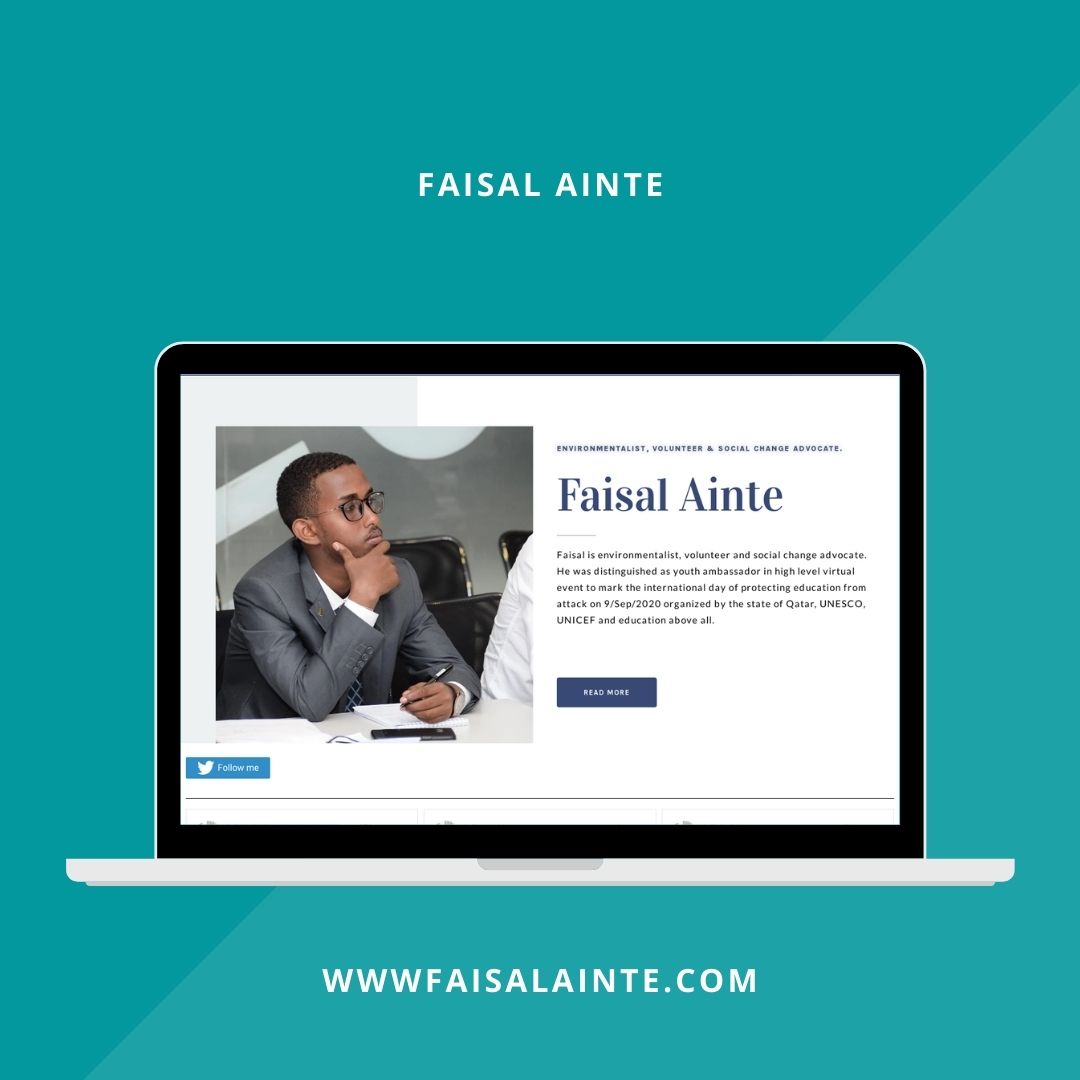 FAISAL AINTE
ENVIRONMENTALIST, VOLUNTEER & SOCIAL CHANGE ADVOCATE.
Faisal Ainte
Faisal is environmentalist, volunteer and social change advocate.
He was distinguished as youth ambassador in high level virtual
event to mark the international day of protecting education from
attack on 9/Sep/2020 organized by the state of Qatar, UNESCO,
UNICEF and education above all.
READ MORE
Follow me
WWWFAISALAINTE.COM